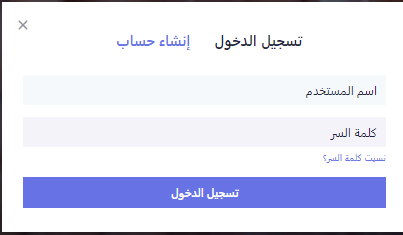 تسجيل الدخول إنشاء حساب
اسم المستخدم
كلمة السر
نسيت كلمة السر؟
تسجيل الدخول